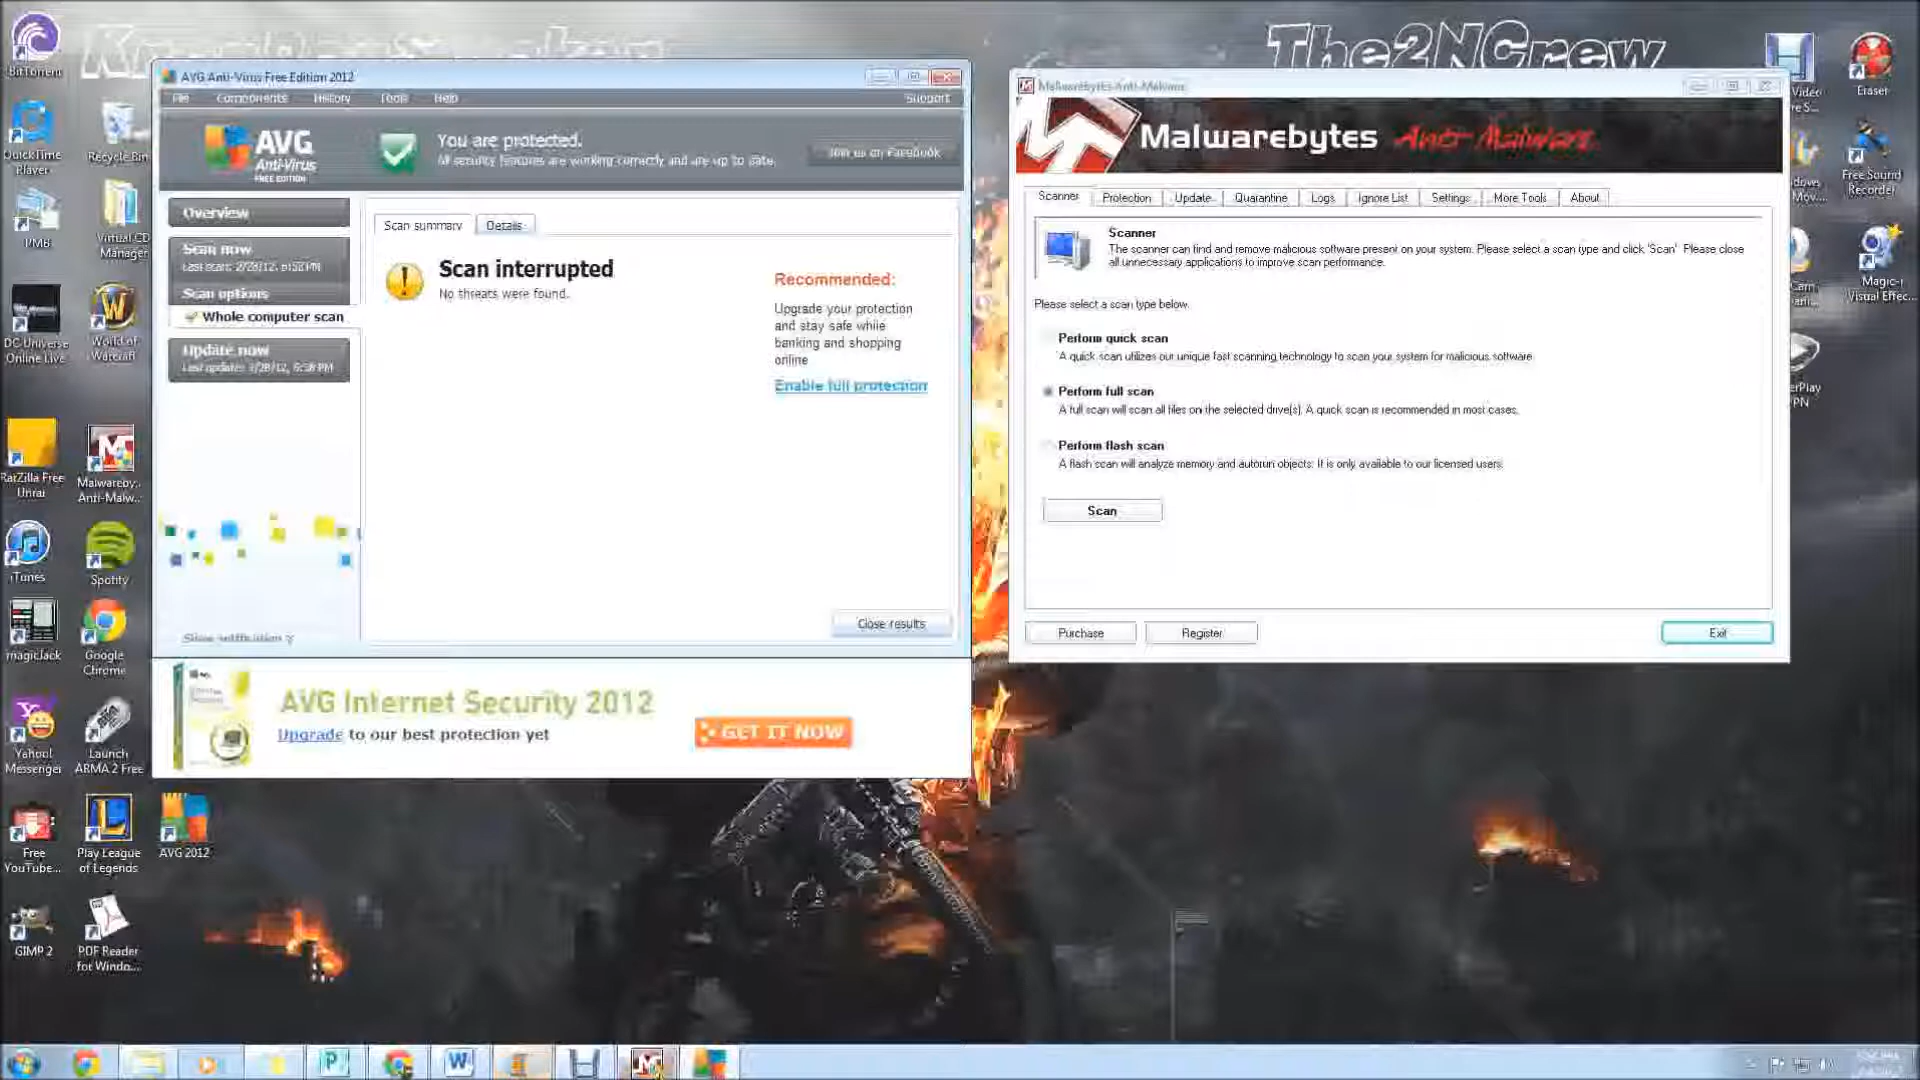 The2NCrew
BitTorrent
QuickTime
Player
PMB
DC Universe
Online Live
iTunes
magicJack
Yahoo!
Messenger
Free
YouTube...
GIMP 2
Recycle Bin
Virtual CD
Manager
World of
Warcraft
Malwareby...
Anti-Malw...
Spotify
Google
Chrome
Launch
ARMA 2 Free
Play League
of Legends
PDF Reader
for Windo...
AVG 2012
AVG Anti-Virus Free Edition 2012
File Components History Tools Help Support
AVG
Anti-Virus
FREE EDITION
You are protected.
All security features are working correctly and are up to date.
Join us on Facebook
Overview
Scan now
Scan options
Whole computer scan
Update now
Show notification
Scan summary Details
Scan interrupted
No threats were found.
Recommended:
Upgrade your protection
and stay safe while
banking and shopping
online
Enable full protection
Close results
AVG Internet Security 2012
Upgrade to our best protection yet
GET IT NOW
Malwarebytes Anti-Malware
Malwarebytes Anti-Malware
Scanner Protection Update Quarantine Logs Ignore List Settings More Tools About
Scanner
The scanner can find and remove malicious software present on your system. Please select a scan type and click 'Scan'. Please close
all unnecessary applications to improve scan performance.
Please select a scan type below.
Perform quick scan
A quick scan utilizes our unique fast scanning technology to scan your system for malicious software.
Perform full scan
A full scan will scan all files on the selected drive(s). A quick scan is recommended in most cases.
Perform flash scan
A flash scan will analyze memory and autorun objects. It is only available to our licensed users.
Scan
Purchase Register Exit
Eraser
Free Sound
Recorder
Magic-i
Visual Effec...